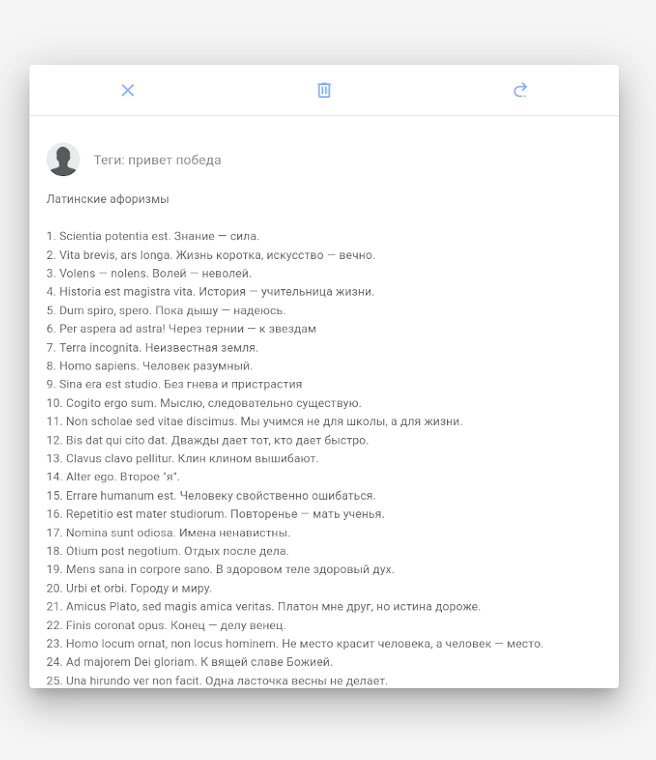 Теги: привет победа
Латинские афоризмы
1. Scientia potentia est. Знание — сила.
2. Vita brevis, ars longa. Жизнь коротка, искусство — вечно.
3. Volens — nolens. Волей — неволей.
4. Historia est magistra vita. История — учительница жизни.
5. Dum spiro, spero. Пока дышу — надеюсь.
6. Per aspera ad astra! Через тернии — к звездам
7. Terra incognita. Неизвестная земля.
8. Homo sapiens. Человек разумный.
9. Sina era est studio. Без гнева и пристрастия
10. Cogito ergo sum. Мыслю, следовательно существую.
11. Non scholae sed vitae discimus. Мы учимся не для школы, а для жизни.
12. Bis dat qui cito dat. Дважды дает тот, кто дает быстро.
13. Clavus clavo pellitur. Клин клином вышибают.
14. Alter ego. Второе "я".
15. Errare humanum est. Человеку свойственно ошибаться.
16. Repetitio est mater studiorum. Повторенье — мать ученья.
17. Nomina sunt odiosa. Имена ненавистны.
18. Otium post negotium. Отдых после дела.
19. Mens sana in corpore sano. В здоровом теле здоровый дух.
20. Urbi et orbi. Городу и миру.
21. Amicus Plato, sed magis amica veritas. Платон мне друг, но истина дороже.
22. Finis coronat opus. Конец — делу венец.
23. Homo locum ornat, non locus hominem. Не место красит человека, а человек — место.
24. Ad majorem Dei gloriam. К вящей славе Божией.
25. Una hirundo ver non facit. Одна ласточка весны не делает.